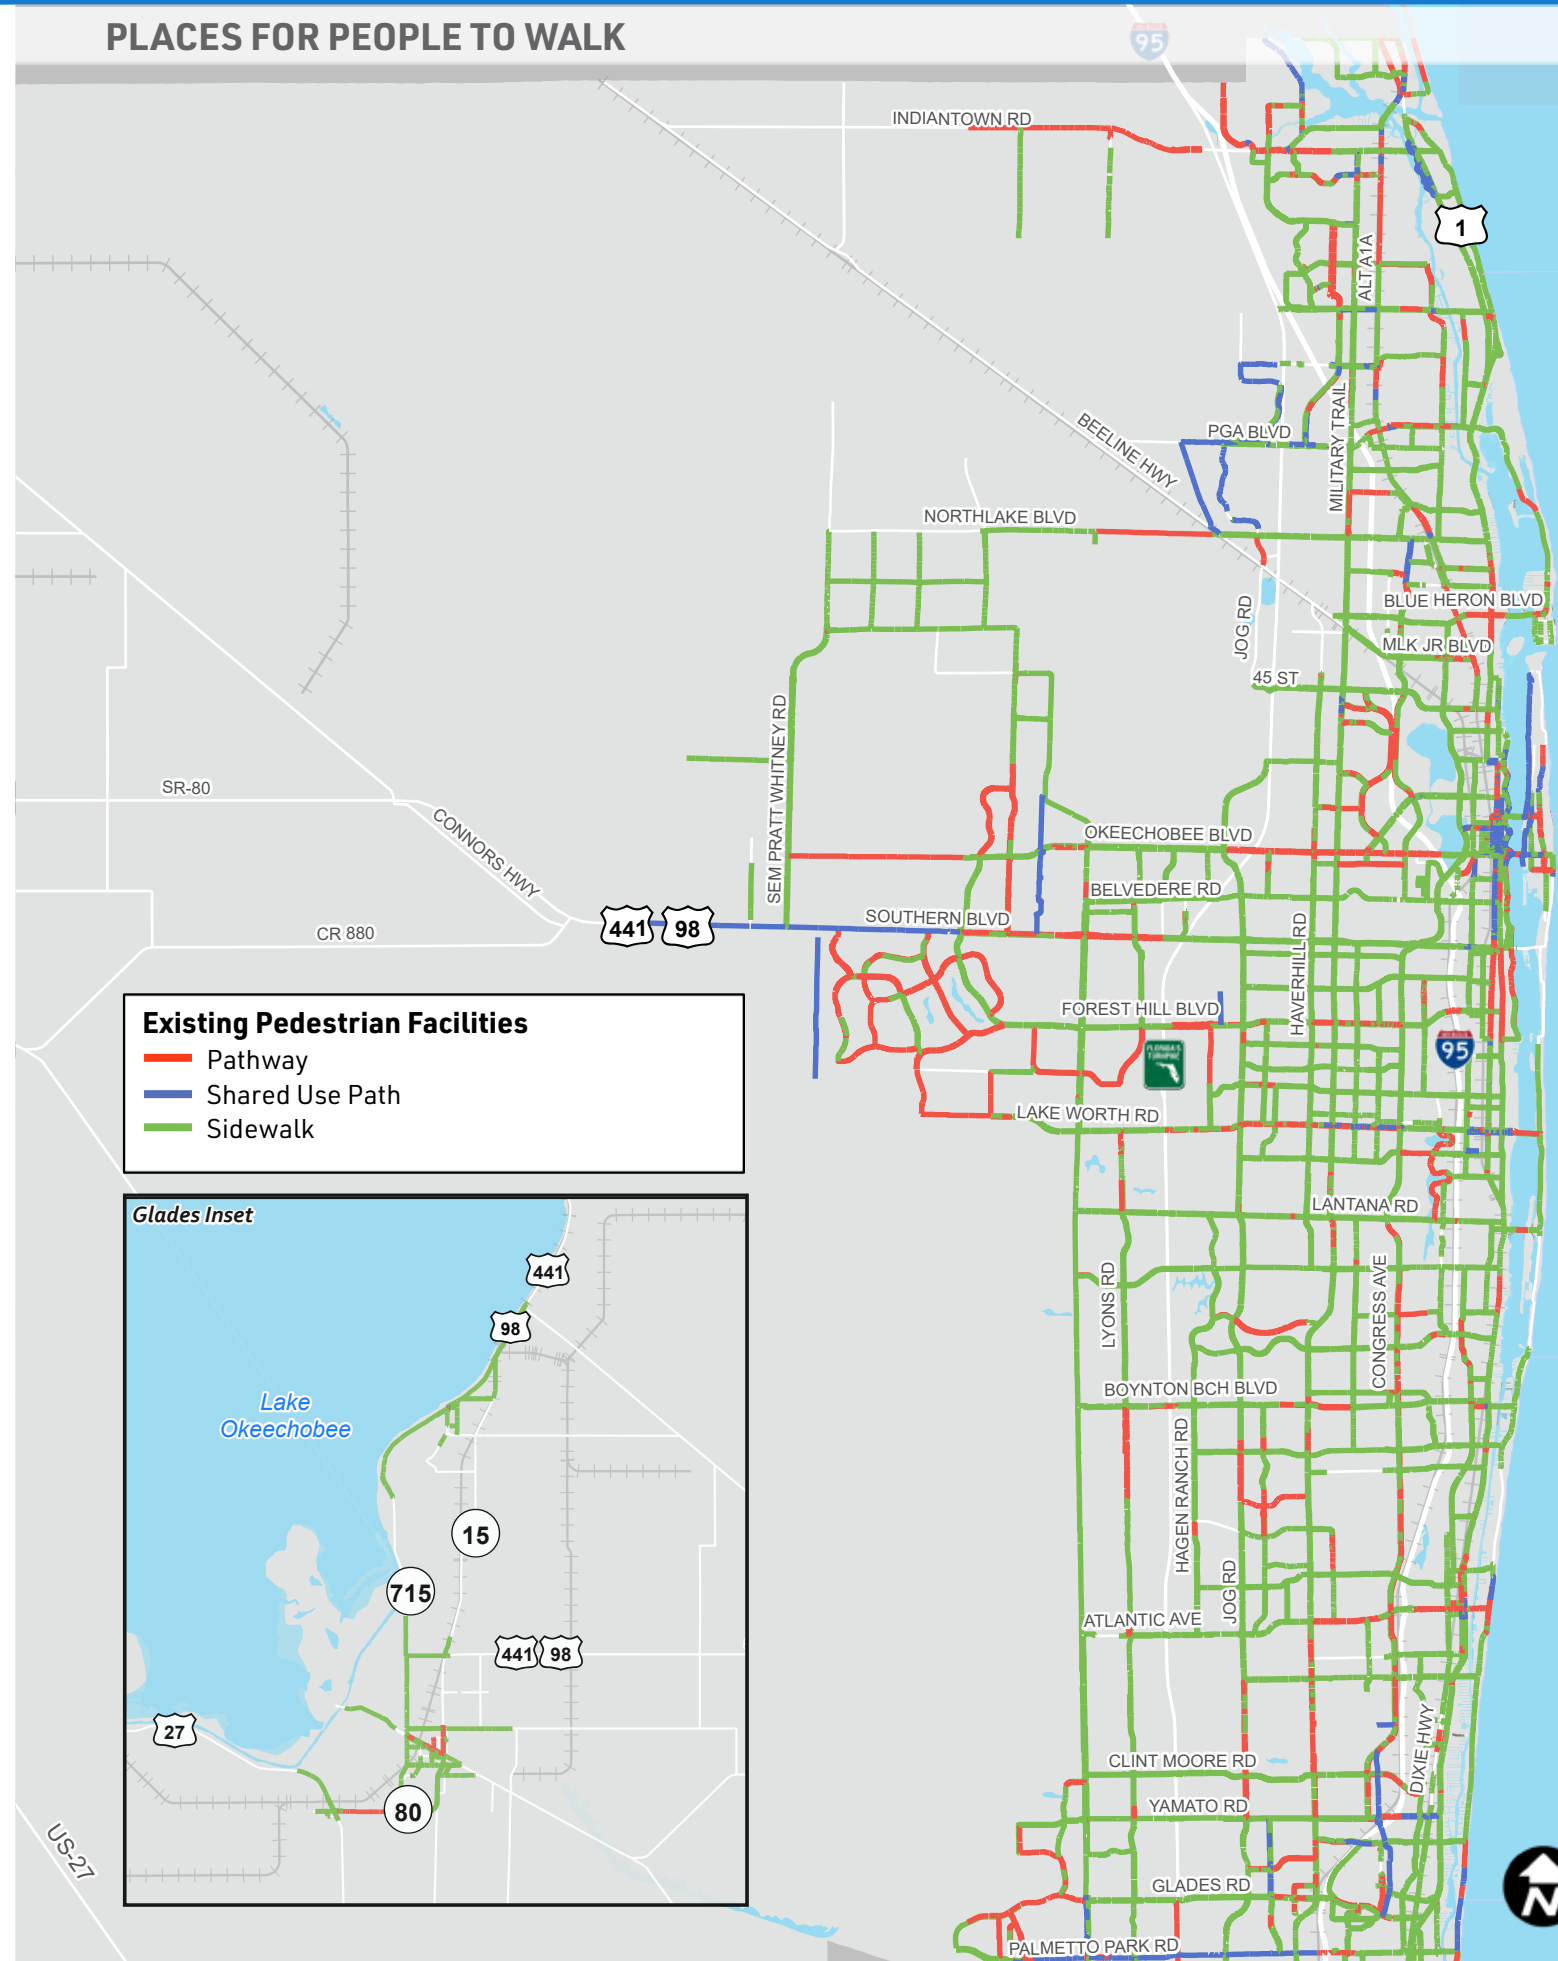 PLACES FOR PEOPLE TO WALK
95
INDIANTOWN RD
1
ALT A1A
MILITARY TRAIL
BEELINE HWY
PGA BLVD
NORTHLAKE BLVD
BLUE HERON BLVD
JOG RD
MLK JR BLVD
45 ST
SEM PRATT WHITNEY RD
SR-80
CONNORS HWY
OKEECHOBEE BLVD
BELVEDERE RD
441
98
SOUTHERN BLVD
CR 880
HAVERHILL RD
FOREST HILL BLVD
95
FLORIDA'S
TURNPIKE
LAKE WORTH RD
LANTANA RD
LYONS RD
CONGRESS AVE
BOYNTON BCH BLVD
HAGEN RANCH RD
JOG RD
ATLANTIC AVE
DIXIE HWY
CLINT MOORE RD
YAMATO RD
GLADES RD
PALMETTO PARK RD
N
Existing Pedestrian Facilities
Pathway
Shared Use Path
Sidewalk
Glades Inset
441
98
Lake
Okeechobee
15
715
441
98
27
80
US-27